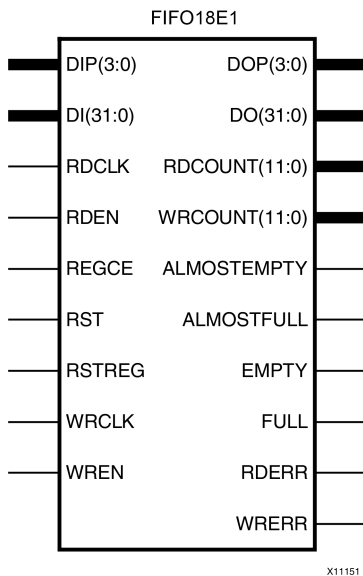 FIFO18E1
DIP(3:0) DOP(3:0)
DI(31:0) DO(31:0)
RDCLK RDCOUNT(11:0)
RDEN WRCOUNT(11:0)
REGCE ALMOSTEMPTY
RST ALMOSTFULL
RSTREG EMPTY
WRCLK FULL
WREN RDERR
WRERR
X11151